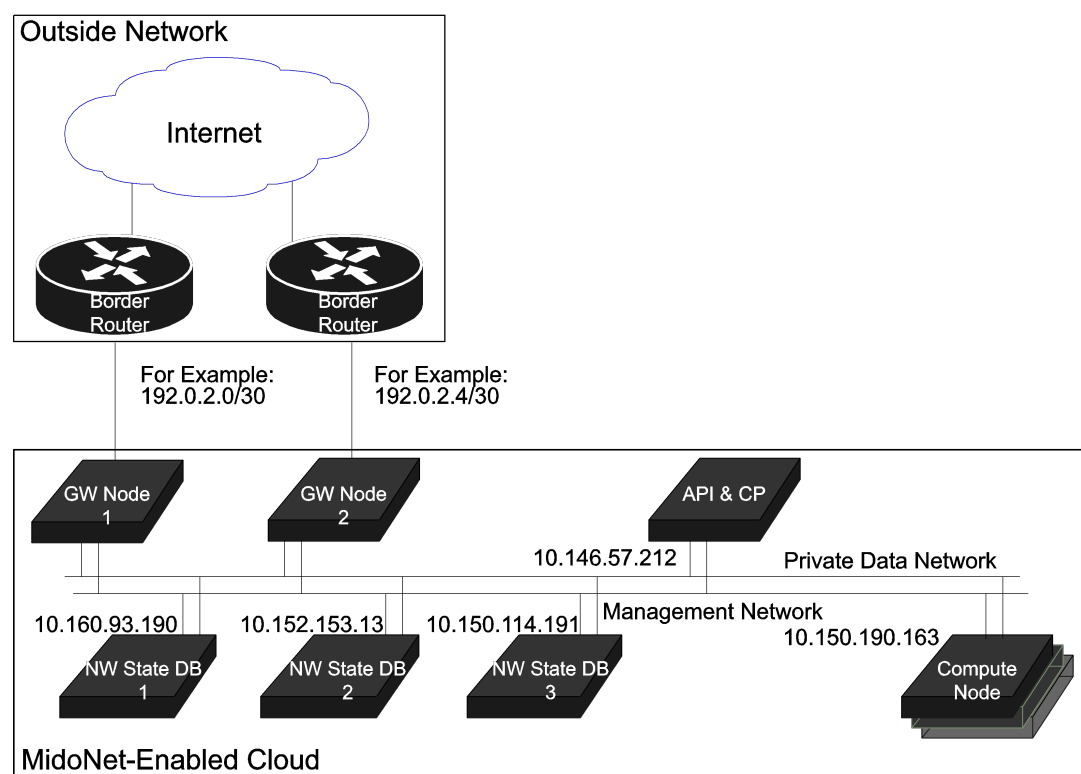 Outside Network
Internet
Border
Router
Border
Router
For Example:
192.0.2.0/30
For Example:
192.0.2.4/30
GW Node
1
GW Node
2
API & CP
10.146.57.212
Private Data Network
Management Network
10.160.93.190
10.152.153.13
10.150.114.191
10.150.190.163
NW State DB
1
NW State DB
2
NW State DB
3
Compute
Node
MidoNet-Enabled Cloud